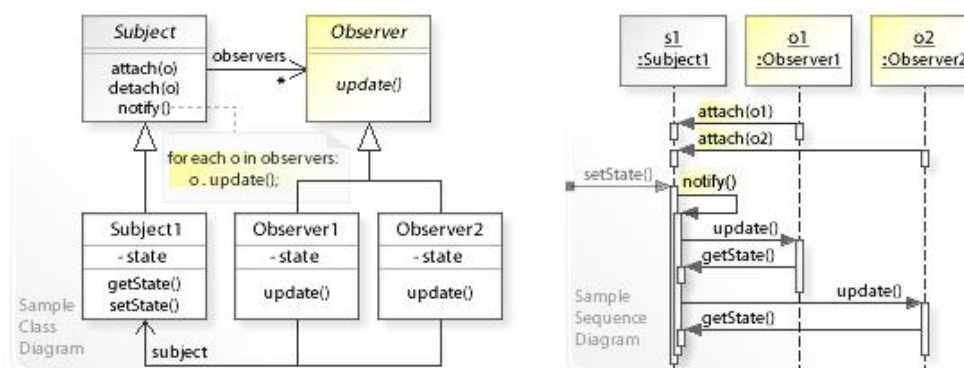 Subject
attach(o)
detach(o)
notify()
observers
*
Observer
update()
for each o in observers:
o . update();
Subject1
- state
getState()
setState()
Observer1
- state
update()
Observer2
- state
update()
subject
Sample
Class
Diagram
s1
:Subject1
o1
:Observer1
o2
:Observer2
attach(o1)
attach(o2)
setState()
notify()
update()
getState()
update()
getState()
Sample
Sequence
Diagram